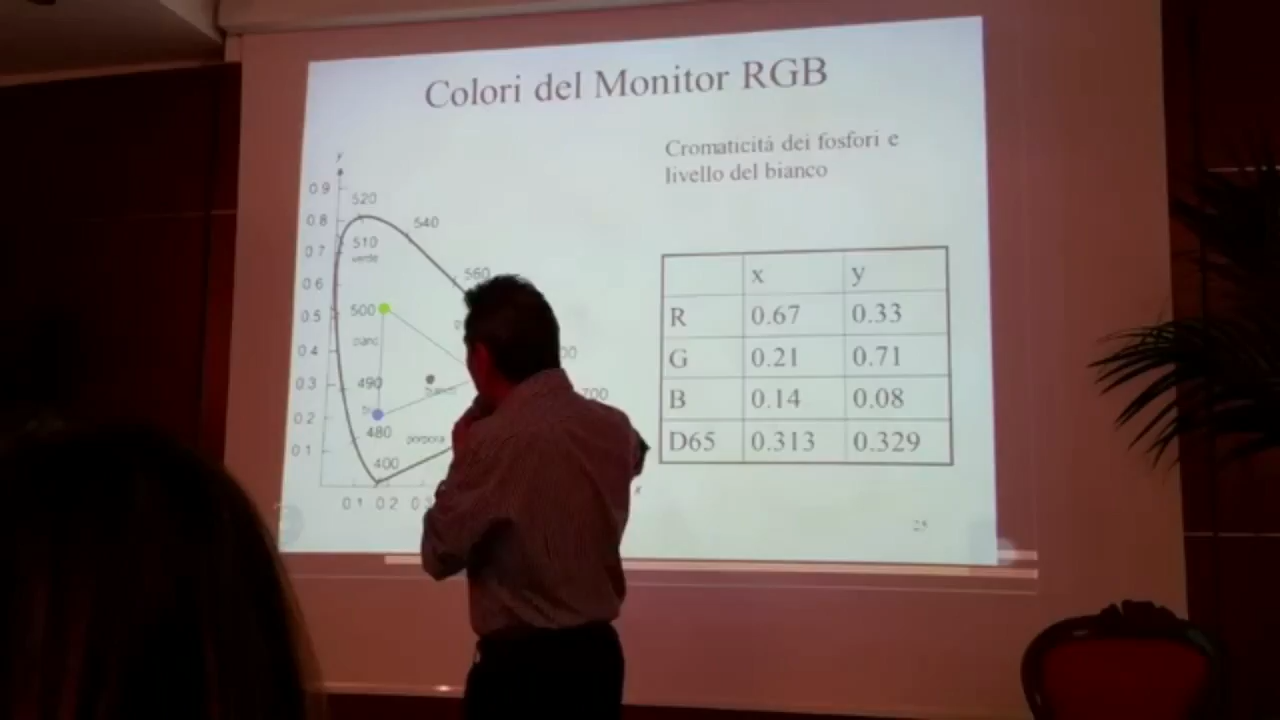 Colori del Monitor RGB
Cromaticitá dei fosfori e
livello del bianco
y
0.9
0.8
0.7
0.6
0.5
0.4
0.3
0.2
0.1
520
540
510
verde
560
500
490
480
porpora
400
700
0.1 0.2
x
x y
R 0.67 0.33
G 0.21 0.71
B 0.14 0.08
D65 0.313 0.329
25